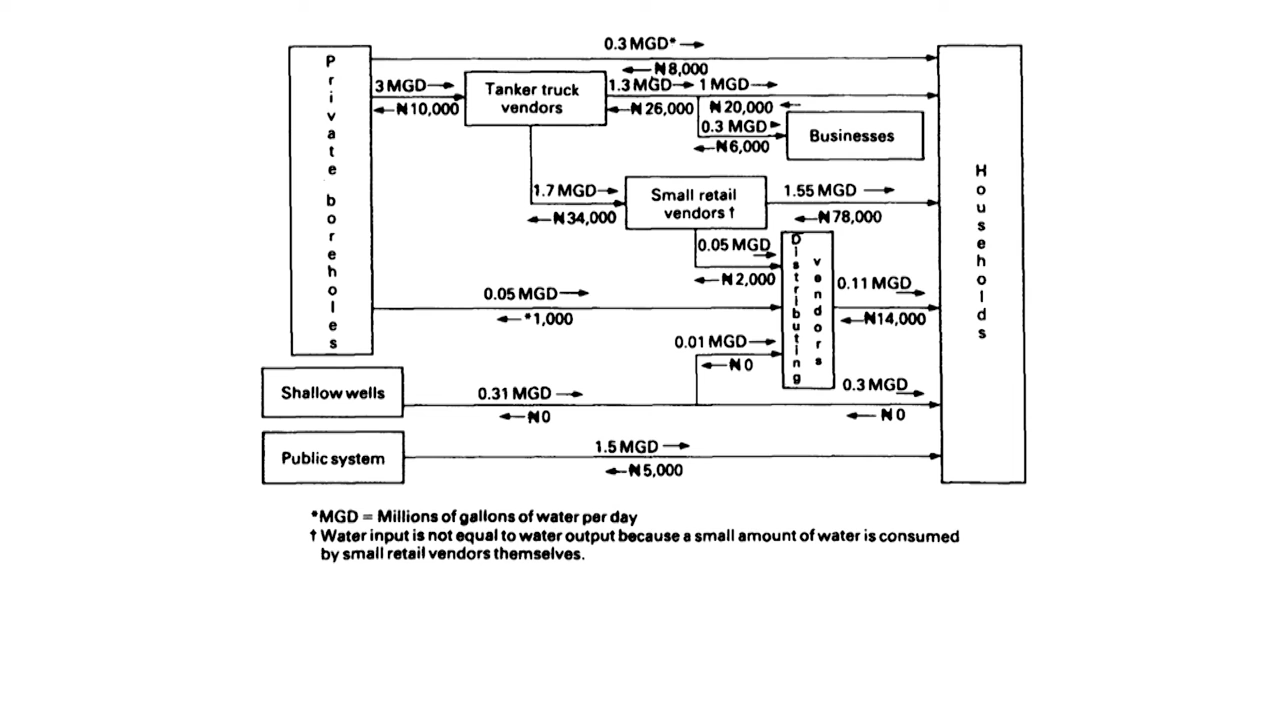 0.3 MGD*
₦8,000
Private boreholes
3 MGD
₦10,000
Tanker truck
vendors
1.3 MGD
1 MGD
₦26,000
₦20,000
0.3 MGD
₦6,000
Businesses
1.7 MGD
₦34,000
Small retail
vendors †
1.55 MGD
₦78,000
0.05 MGD
₦2,000
Distributing
vendors
0.05 MGD
*1,000
0.11 MGD
₦14,000
0.01 MGD
₦0
Households
Shallow wells
0.31 MGD
₦0
0.3 MGD
₦0
Public system
1.5 MGD
₦5,000
*MGD = Millions of gallons of water per day
† Water input is not equal to water output because a small amount of water is consumed
by small retail vendors themselves.